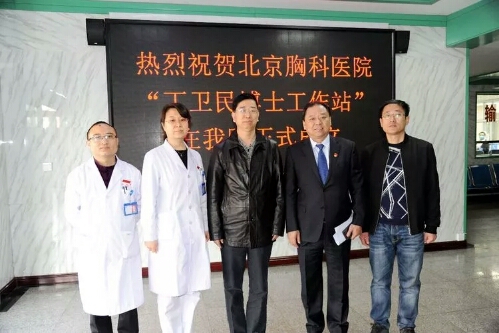 热烈祝贺北京胸科医院
“丁卫民博士工作站”
在我 正式
输